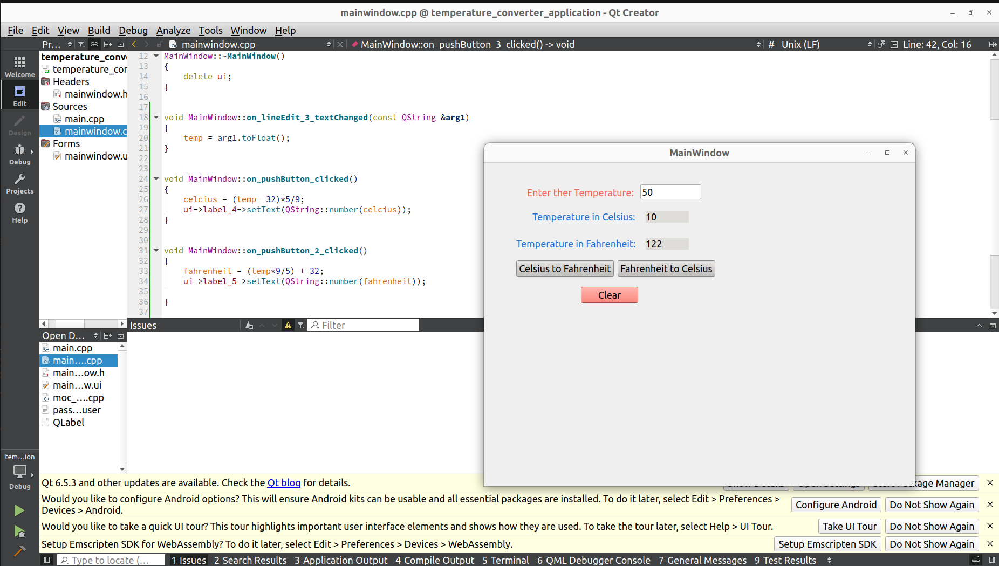 mainwindow.cpp @ temperature_converter_application - Qt Creator
File Edit View Build Debug Analyze Tools Window Help
Pr... mainwindow.cpp MainWindow::on_pushButton_3_clicked() -> void # Unix (LF) Line: 42, Col: 16
Welcome
Edit
Design
Debug
Projects
Help
temperature_conv
temperature_cor
Headers
mainwindow.h
Sources
main.cpp
mainwindow.c
Forms
mainwindow.u
12 MainWindow::~MainWindow()
13 {
14 delete ui;
15 }
16
17
18 void MainWindow::on_lineEdit_3_textChanged(const QString &arg1)
19 {
20 temp = arg1.toFloat();
21 }
22
23
24 void MainWindow::on_pushButton_clicked()
25 {
26 celcius = (temp -32)*5/9;
27 ui->label_4->setText(QString::number(celcius));
28 }
29
30
31 void MainWindow::on_pushButton_2_clicked()
32 {
33 fahrenheit = (temp*9/5) + 32;
34 ui->label_5->setText(QString::number(fahrenheit));
35
36 }
37
MainWindow
Enter ther Temperature: 50
Temperature in Celsius: 10
Temperature in Fahrenheit: 122
Celsius to Fahrenheit Fahrenheit to Celsius
Clear
Issues Filter
Open D...
main.cpp
main....cpp
main...ow.h
main...w.ui
moc_....cpp
pass...user
QLabel
tem...ion
Debug
Qt 6.5.3 and other updates are available. Check the Qt blog for details. Manager
Would you like to configure Android options? This will ensure Android kits can be usable and all essential packages are installed. To do it later, select Edit > Preferences >
Devices > Android.
Configure Android Do Not Show Again
Would you like to take a quick UI tour? This tour highlights important user interface elements and shows how they are used. To take the tour later, select Help > UI Tour. Take UI Tour Do Not Show Again
Setup Emscripten SDK for WebAssembly? To do it later, select Edit > Preferences > Devices > WebAssembly. Setup Emscripten SDK Do Not Show Again
Type to locate (... 1 Issues 2 Search Results 3 Application Output 4 Compile Output 5 Terminal 6 QML Debugger Console 7 General Messages 9 Test Results